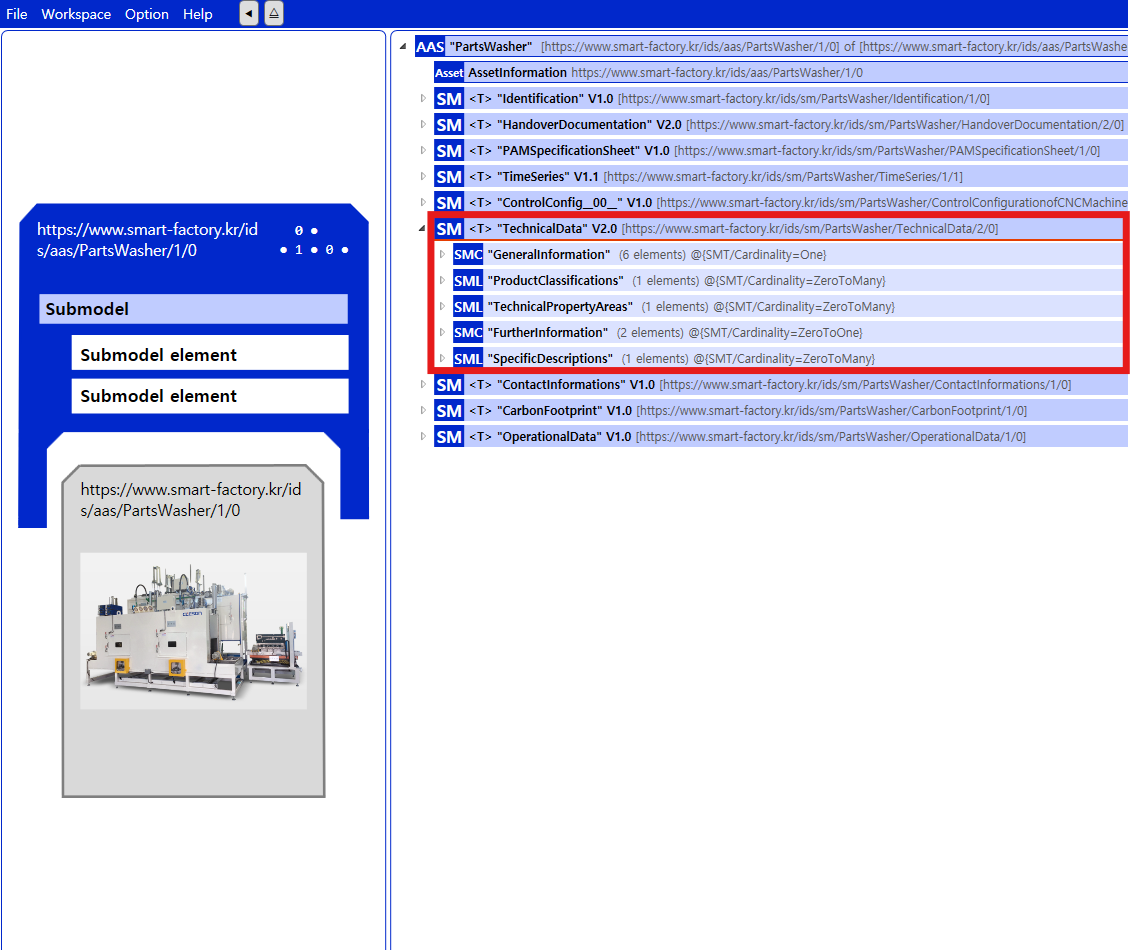 File Workspace Option Help
https://www.smart-factory.kr/id
s/aas/PartsWasher/1/0
0
1 0
Submodel
Submodel element
Submodel element
https://www.smart-factory.kr/id
s/aas/PartsWasher/1/0
AAS "PartsWasher" [https://www.smart-factory.kr/ids/aas/PartsWasher/1/0] of [https://www.smart-factory.kr/ids/aas/PartsWashe
Asset AssetInformation https://www.smart-factory.kr/ids/aas/PartsWasher/1/0
SM <T> "Identification" V1.0 [https://www.smart-factory.kr/ids/sm/PartsWasher/Identification/1/0]
SM <T> "HandoverDocumentation" V2.0 [https://www.smart-factory.kr/ids/sm/PartsWasher/HandoverDocumentation/2/0]
SM <T> "PAMSpecificationSheet" V1.0 [https://www.smart-factory.kr/ids/sm/PartsWasher/PAMSpecificationSheet/1/0]
SM <T> "TimeSeries" V1.1 [https://www.smart-factory.kr/ids/sm/PartsWasher/TimeSeries/1/1]
SM <T> "ControlConfig__00__" V1.0 [https://www.smart-factory.kr/ids/sm/PartsWasher/ControlConfigurationofCNCMachine
SM <T> "TechnicalData" V2.0 [https://www.smart-factory.kr/ids/sm/PartsWasher/TechnicalData/2/0]
SMC "GeneralInformation" (6 elements) @{SMT/Cardinality=One}
SML "ProductClassifications" (1 elements) @{SMT/Cardinality=ZeroToMany}
SML "TechnicalPropertyAreas" (1 elements) @{SMT/Cardinality=ZeroToMany}
SMC "FurtherInformation" (2 elements) @{SMT/Cardinality=ZeroToOne}
SML "SpecificDescriptions" (1 elements) @{SMT/Cardinality=ZeroToMany}
SM <T> "ContactInformations" V1.0 [https://www.smart-factory.kr/ids/sm/PartsWasher/ContactInformations/1/0]
SM <T> "CarbonFootprint" V1.0 [https://www.smart-factory.kr/ids/sm/PartsWasher/CarbonFootprint/1/0]
SM <T> "OperationalData" V1.0 [https://www.smart-factory.kr/ids/sm/PartsWasher/OperationalData/1/0]